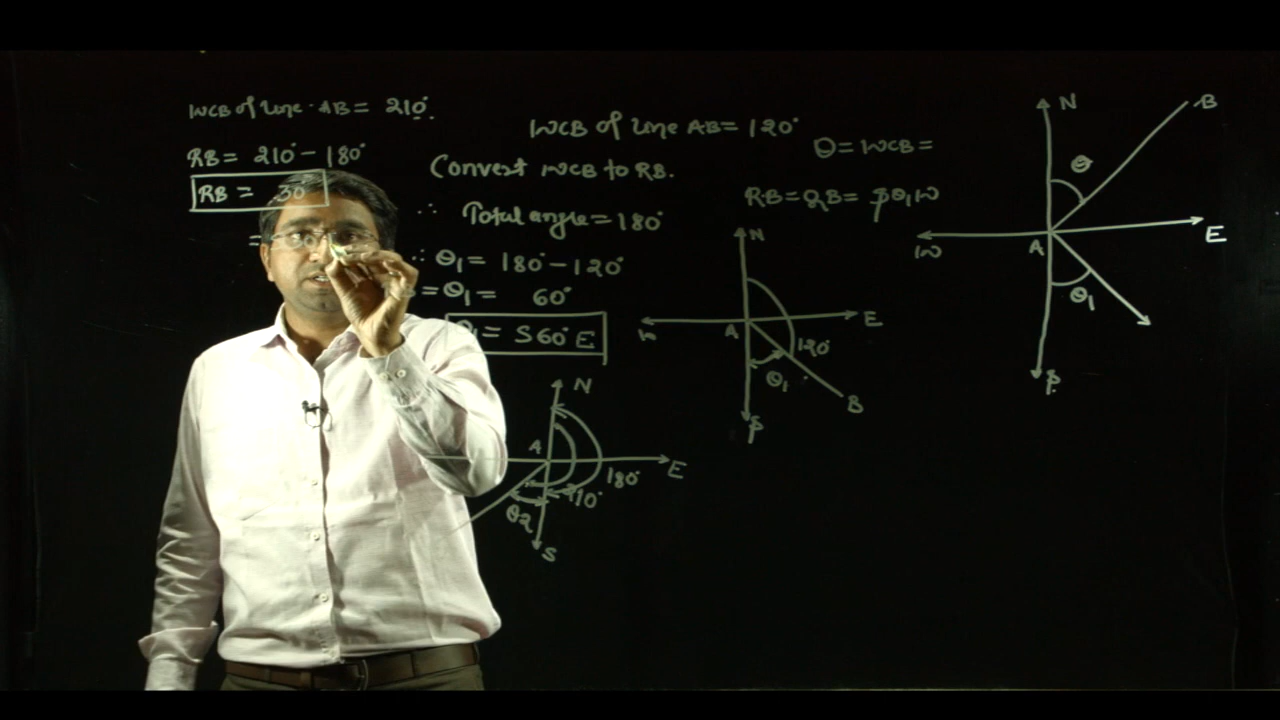 WCB of line AB = 210°.
RB = 210° - 180°
RB = 30°
=
WCB of line AB = 120°
Convert WCB to RB.
∴ Total angle = 180°
∴ θ1 = 180° - 120°
= θ1 = 60°
= S60°E
θ = WCB =
RB = QB = S θ1 W
N
B
θ
W
A
E
θ1
S
N
W
A
E
120°
θ1
B
S
N
A
E
180°
210°
θ2
S